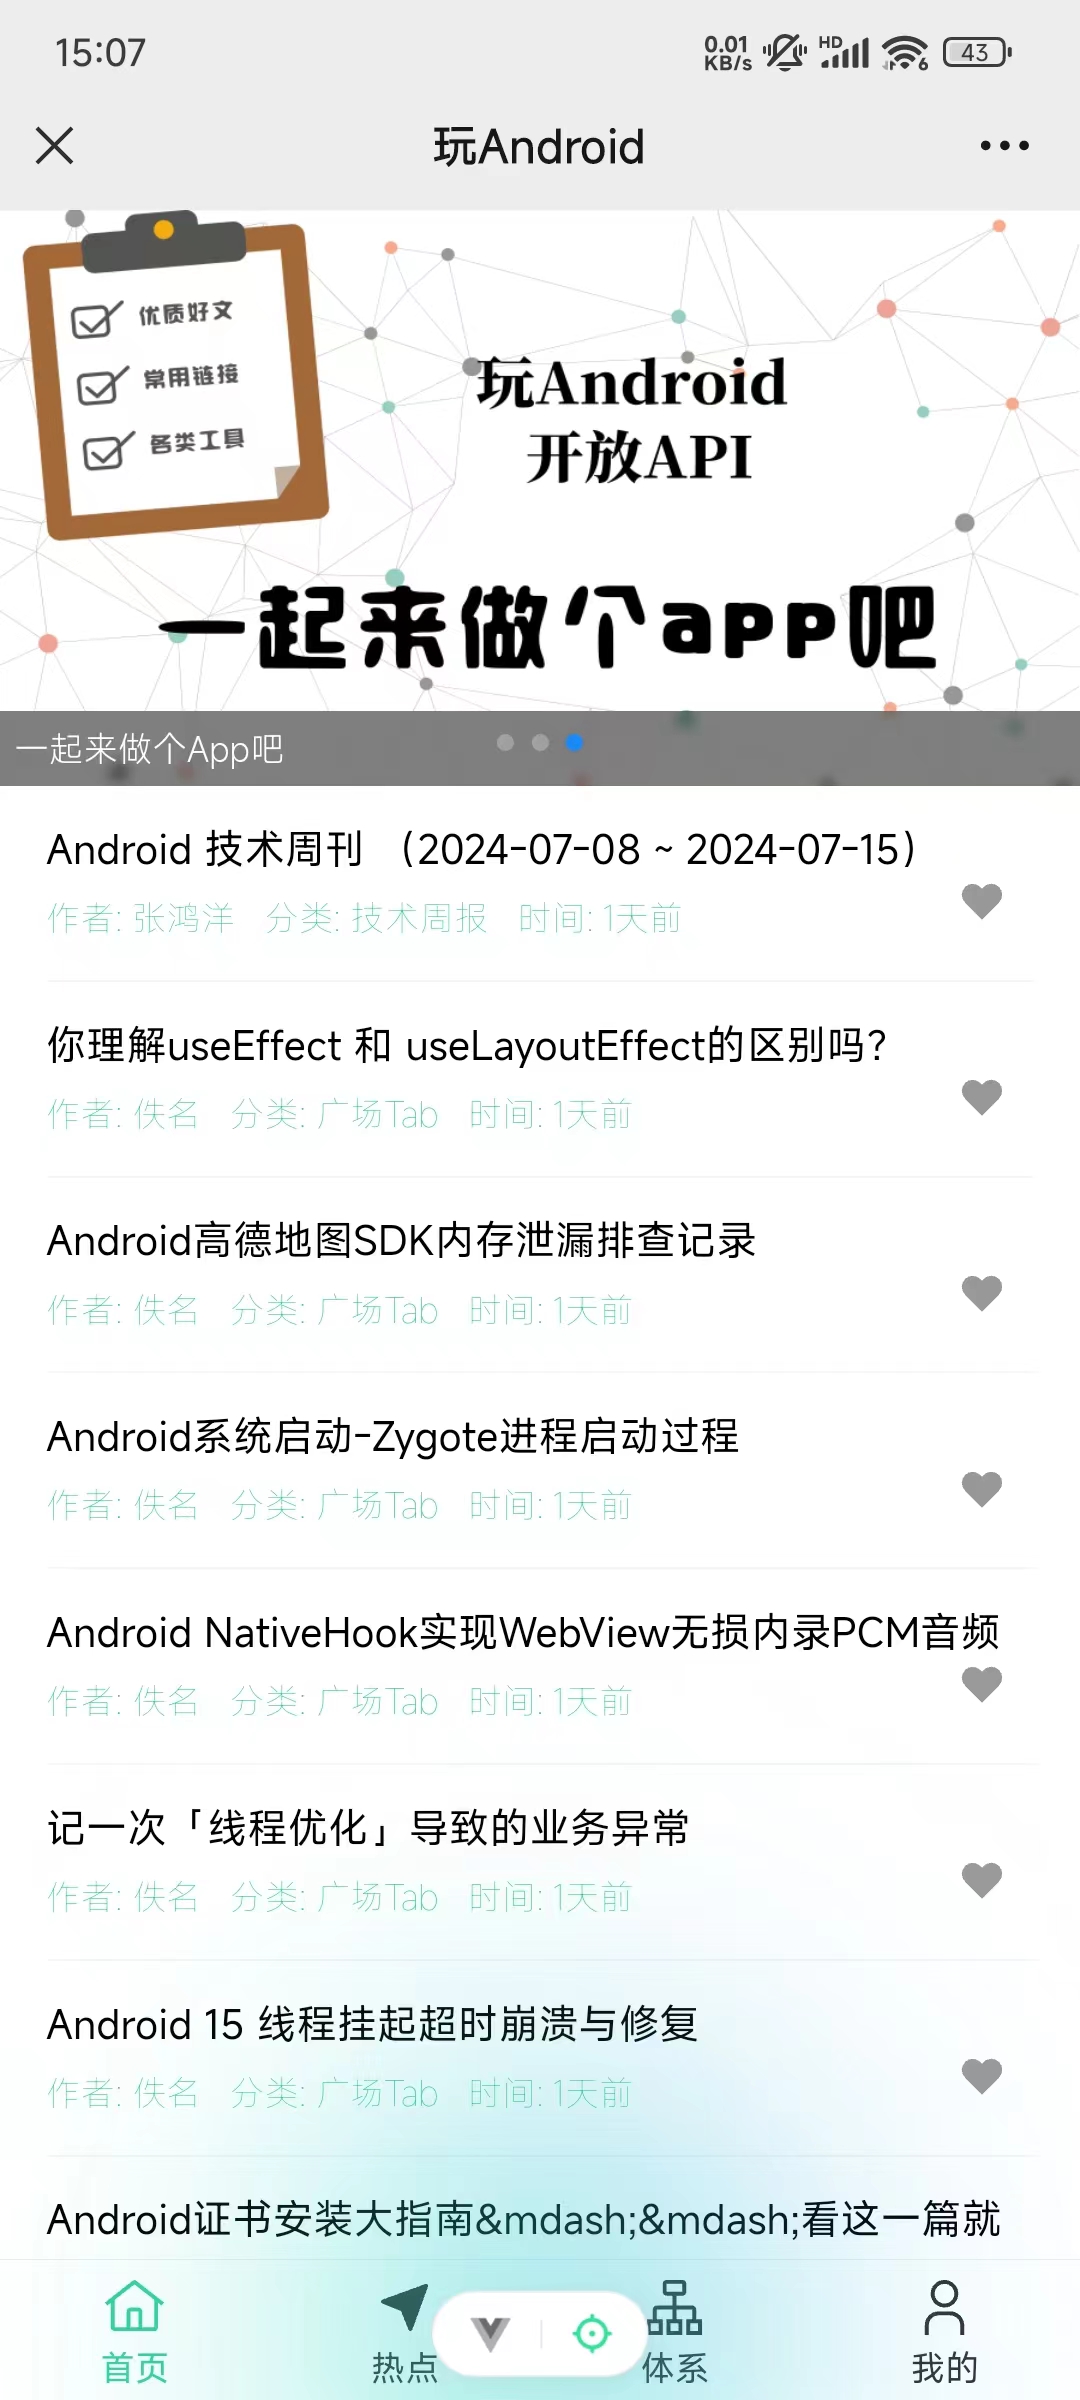 15:07
0.01
KB/s
HD
6
43
玩Android
优质好文
常用链接
各类工具
玩Android
开放API
一起来做个app吧
一起来做个App吧
Android 技术周刊 （2024-07-08 ~ 2024-07-15）
作者: 张鸿洋 分类: 技术周报 时间: 1天前
你理解useEffect 和 useLayoutEffect的区别吗?
作者: 佚名 分类: 广场Tab 时间: 1天前
Android高德地图SDK内存泄漏排查记录
作者: 佚名 分类: 广场Tab 时间: 1天前
Android系统启动-Zygote进程启动过程
作者: 佚名 分类: 广场Tab 时间: 1天前
Android NativeHook实现WebView无损内录PCM音频
作者: 佚名 分类: 广场Tab 时间: 1天前
记一次「线程优化」导致的业务异常
作者: 佚名 分类: 广场Tab 时间: 1天前
Android 15 线程挂起超时崩溃与修复
作者: 佚名 分类: 广场Tab 时间: 1天前
Android证书安装大指南&mdash;&mdash;看这一篇就
首页 热点 体系 我的